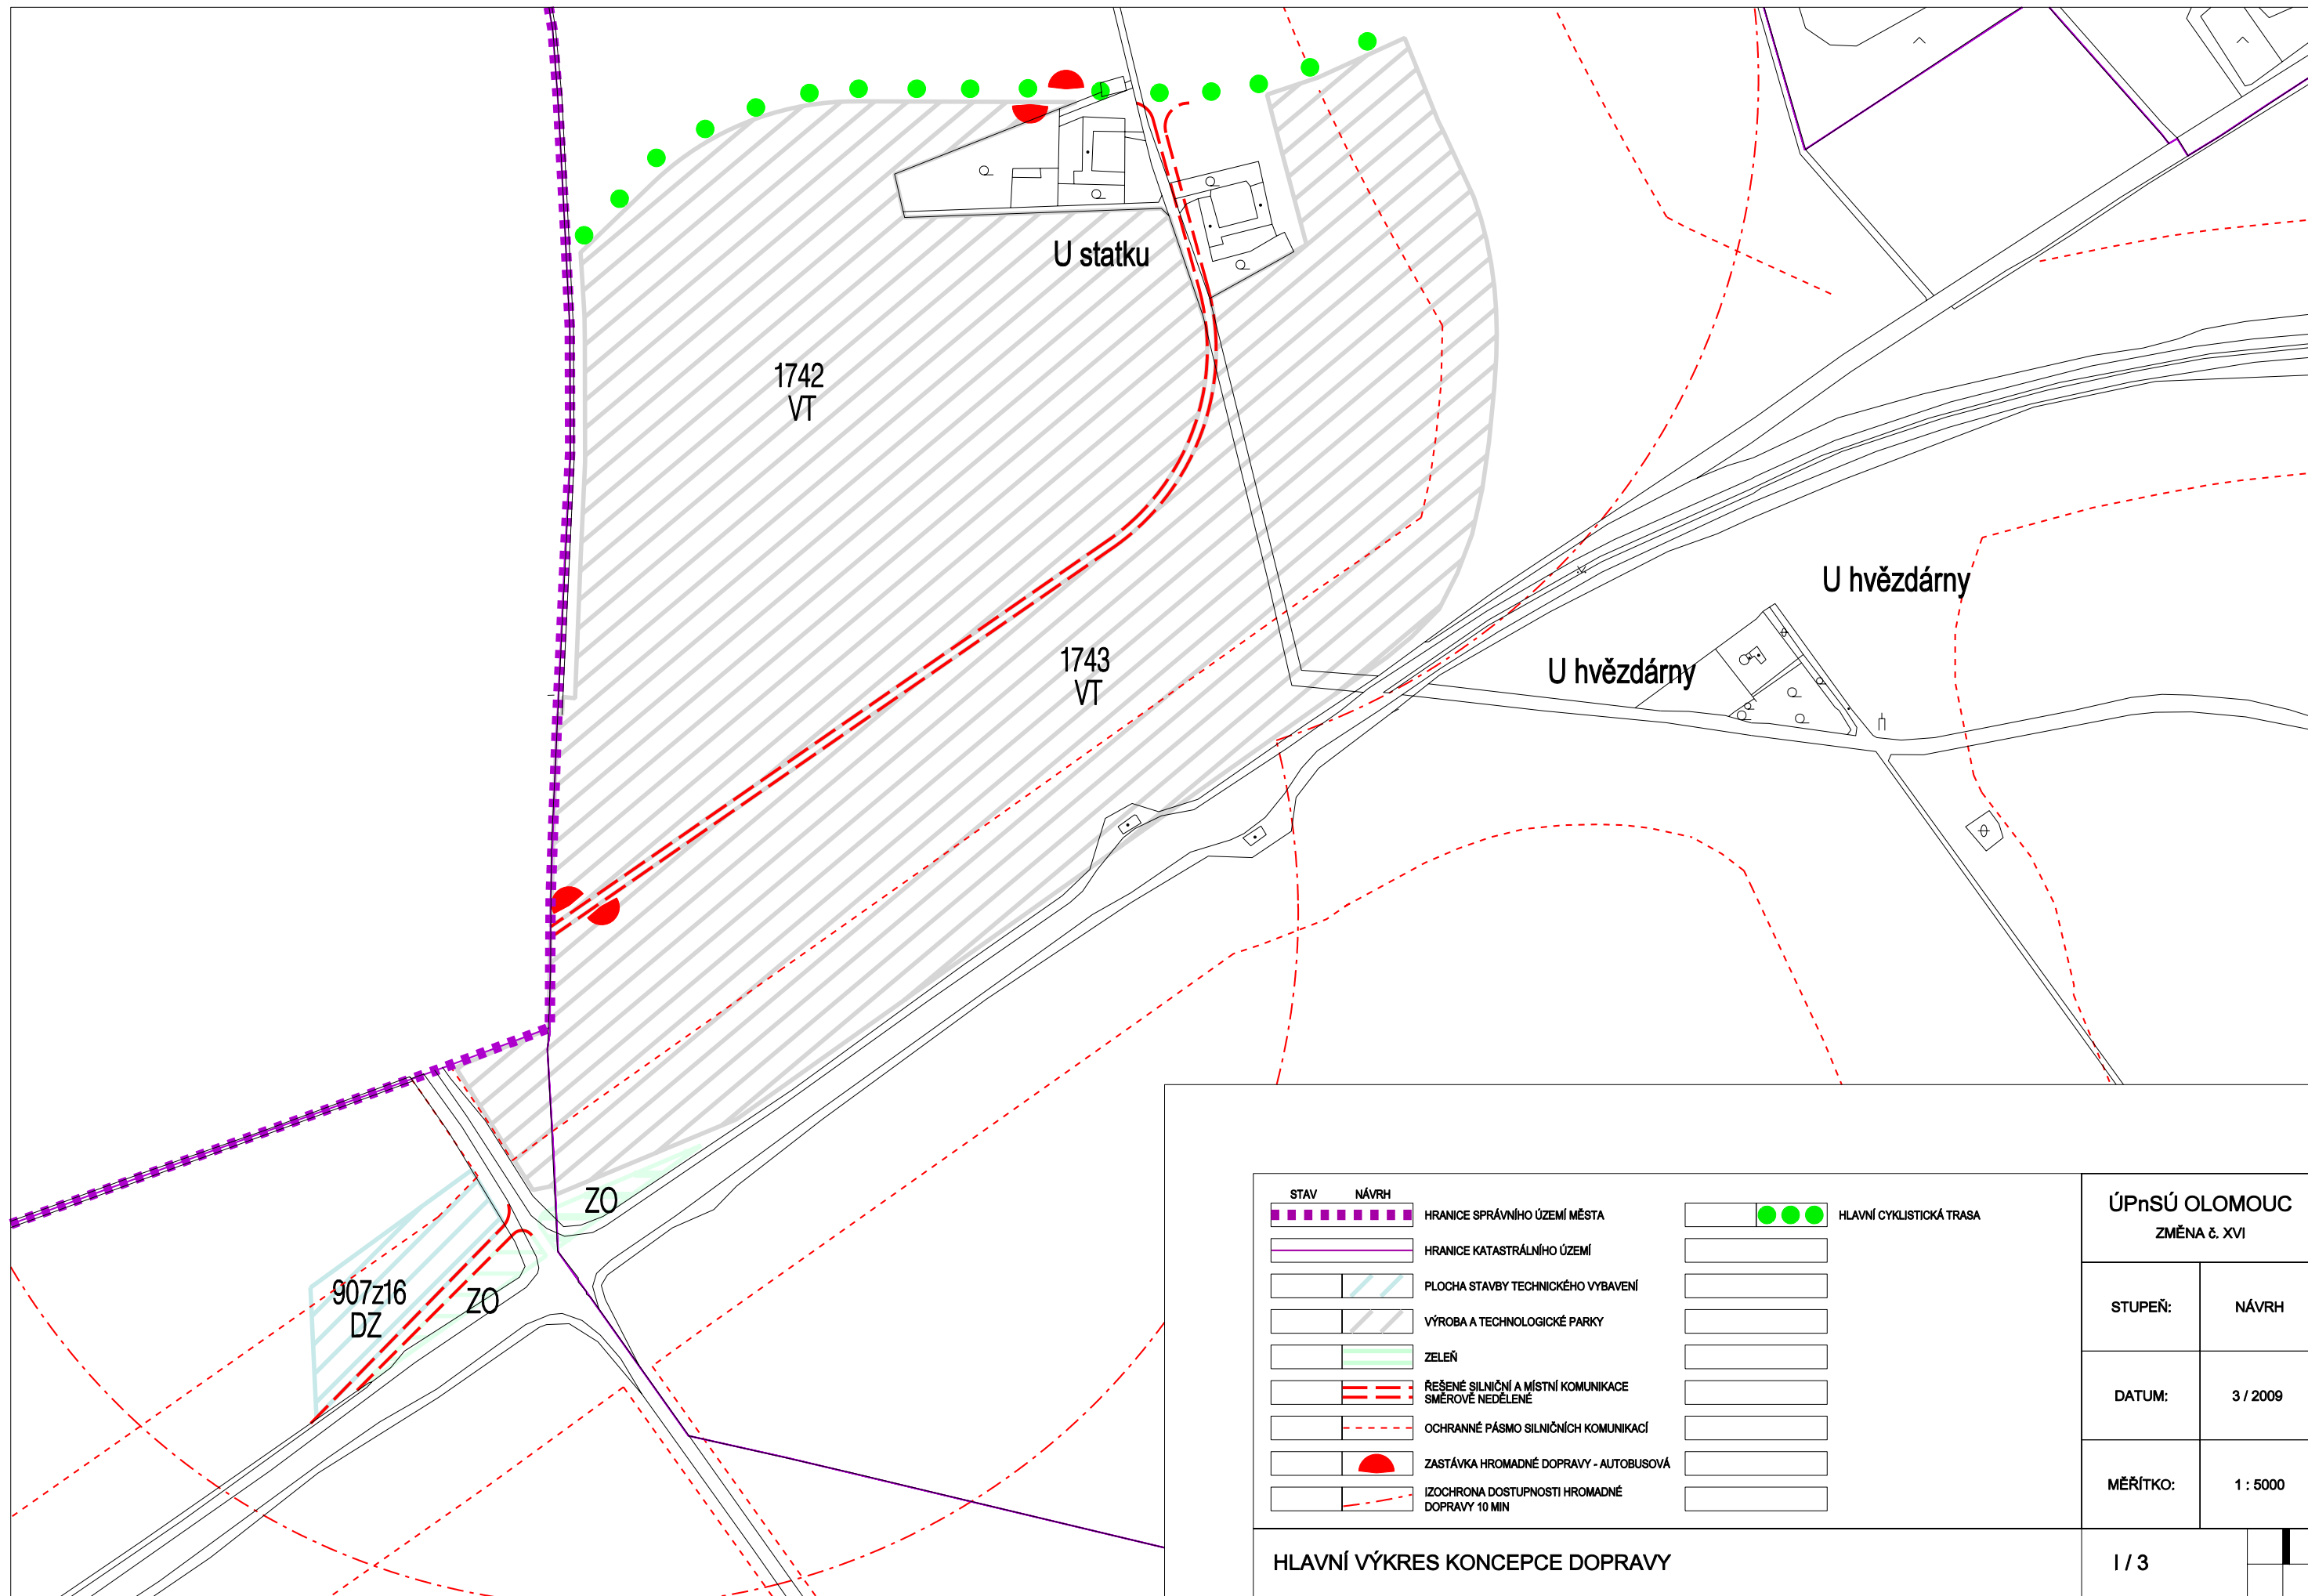 U statku
1742
VT
U hvězdárny
1743
VT
U hvězdárny
ZO
907z16
DZ
ZO
STAV NÁVRH
HRANICE SPRÁVNÍHO ÚZEMÍ MĚSTA
HRANICE KATASTRÁLNÍHO ÚZEMÍ
PLOCHA STAVBY TECHNICKÉHO VYBAVENÍ
VÝROBA A TECHNOLOGICKÉ PARKY
ZELEŇ
ŘEŠENÉ SILNIČNÍ A MÍSTNÍ KOMUNIKACE
SMĚROVĚ NEDĚLENÉ
OCHRANNÉ PÁSMO SILNIČNÍCH KOMUNIKACÍ
ZASTÁVKA HROMADNÉ DOPRAVY - AUTOBUSOVÁ
IZOCHRONA DOSTUPNOSTI HROMADNÉ
DOPRAVY 10 MIN
HLAVNÍ CYKLISTICKÁ TRASA
ÚPnSÚ OLOMOUC
ZMĚNA č. XVI
STUPEŇ: NÁVRH
DATUM: 3 / 2009
MĚŘÍTKO: 1 : 5000
HLAVNÍ VÝKRES KONCEPCE DOPRAVY
I / 3